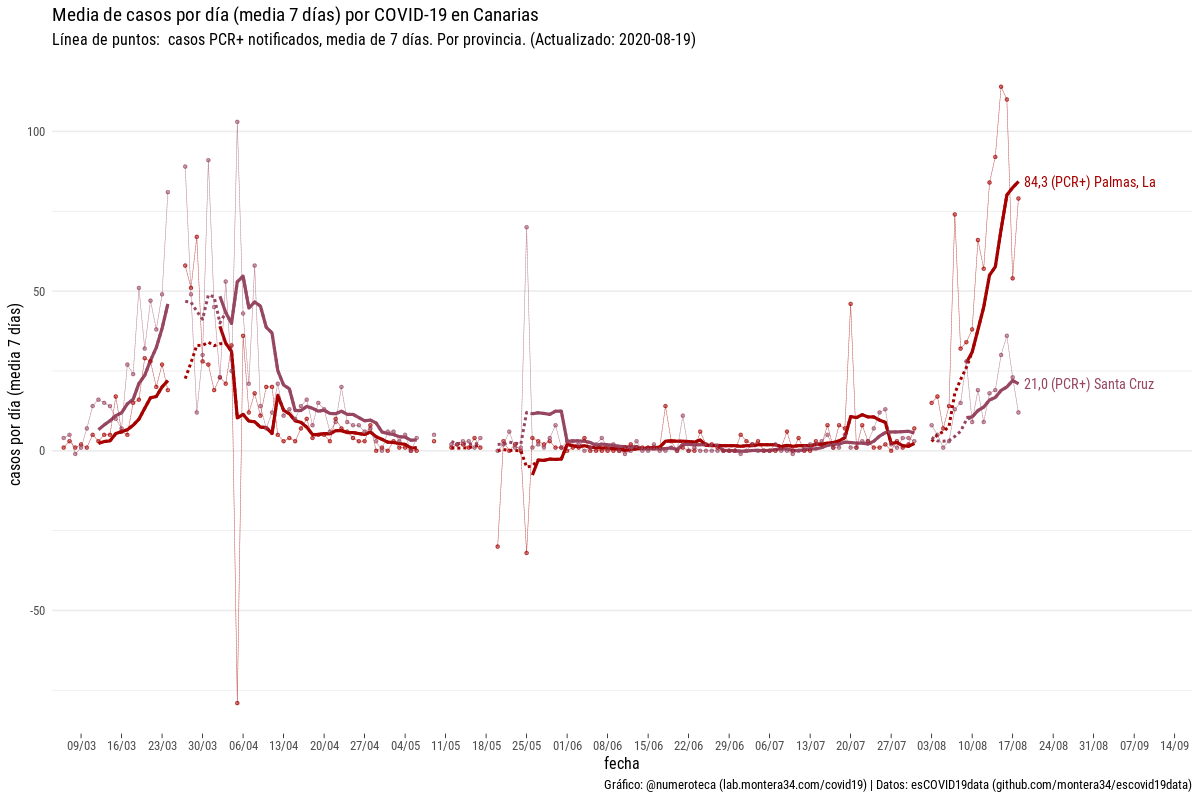 Media de casos por día (media 7 días) por COVID-19 en Canarias
Línea de puntos:  casos PCR+ notificados, media de 7 días. Por provincia. (Actualizado: 2020-08-19)
casos por día (media 7 días)
100
50
0
-50
84,3 (PCR+) Palmas, La
21,0 (PCR+) Santa Cruz
09/03 16/03 23/03 30/03 06/04 13/04 20/04 27/04 04/05 11/05 18/05 25/05 01/06 08/06 15/06 22/06 29/06 06/07 13/07 20/07 27/07 03/08 10/08 17/08 24/08 31/08 07/09 14/09
fecha
Gráfico: @numeroteca (lab.montera34.com/covid19) | Datos: esCOVID19data (github.com/montera34/escovid19data)